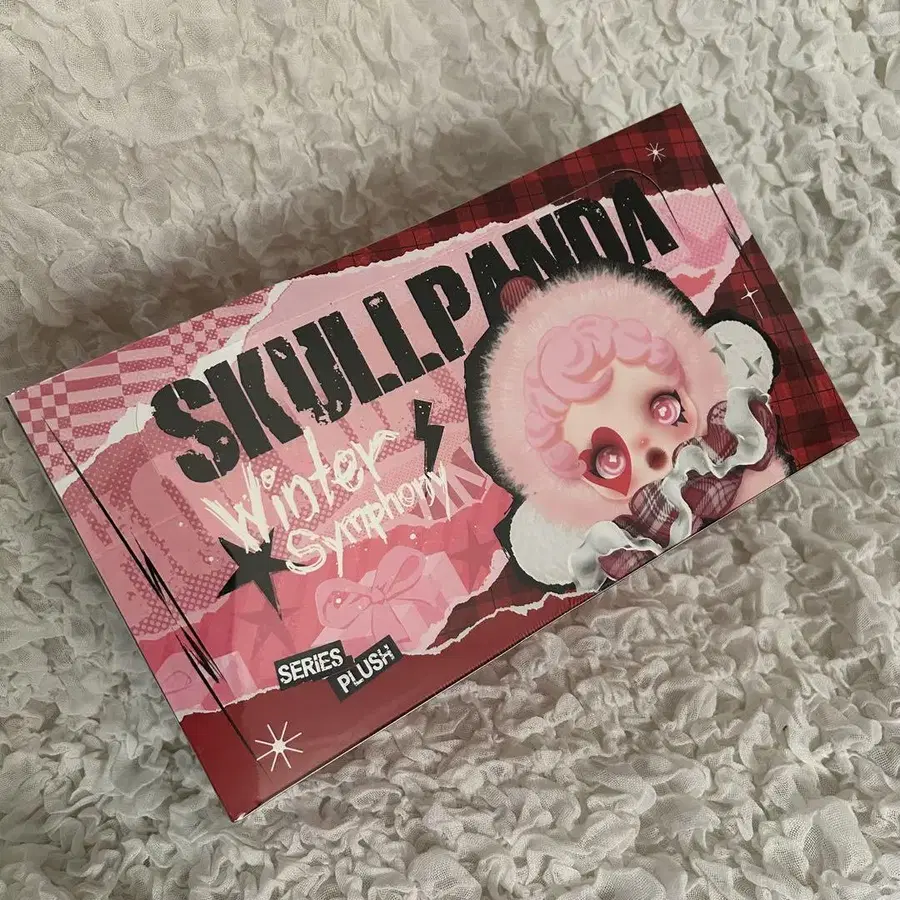 SKULLPANDA
Winter
Symphony
SERIES
PLUSH